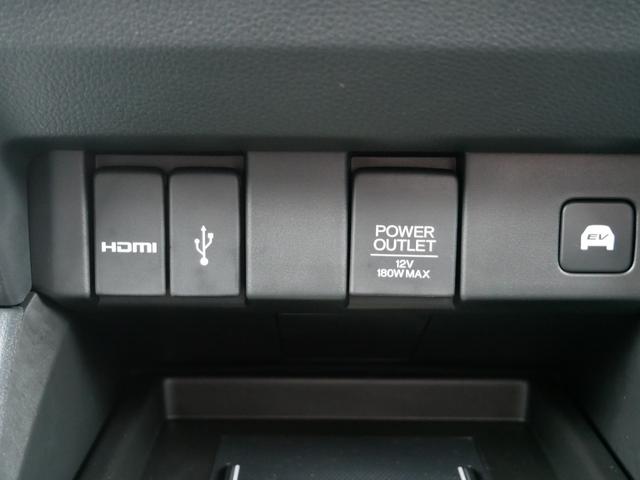 HDMI
POWER
OUTLET
12V
180W MAX
EV